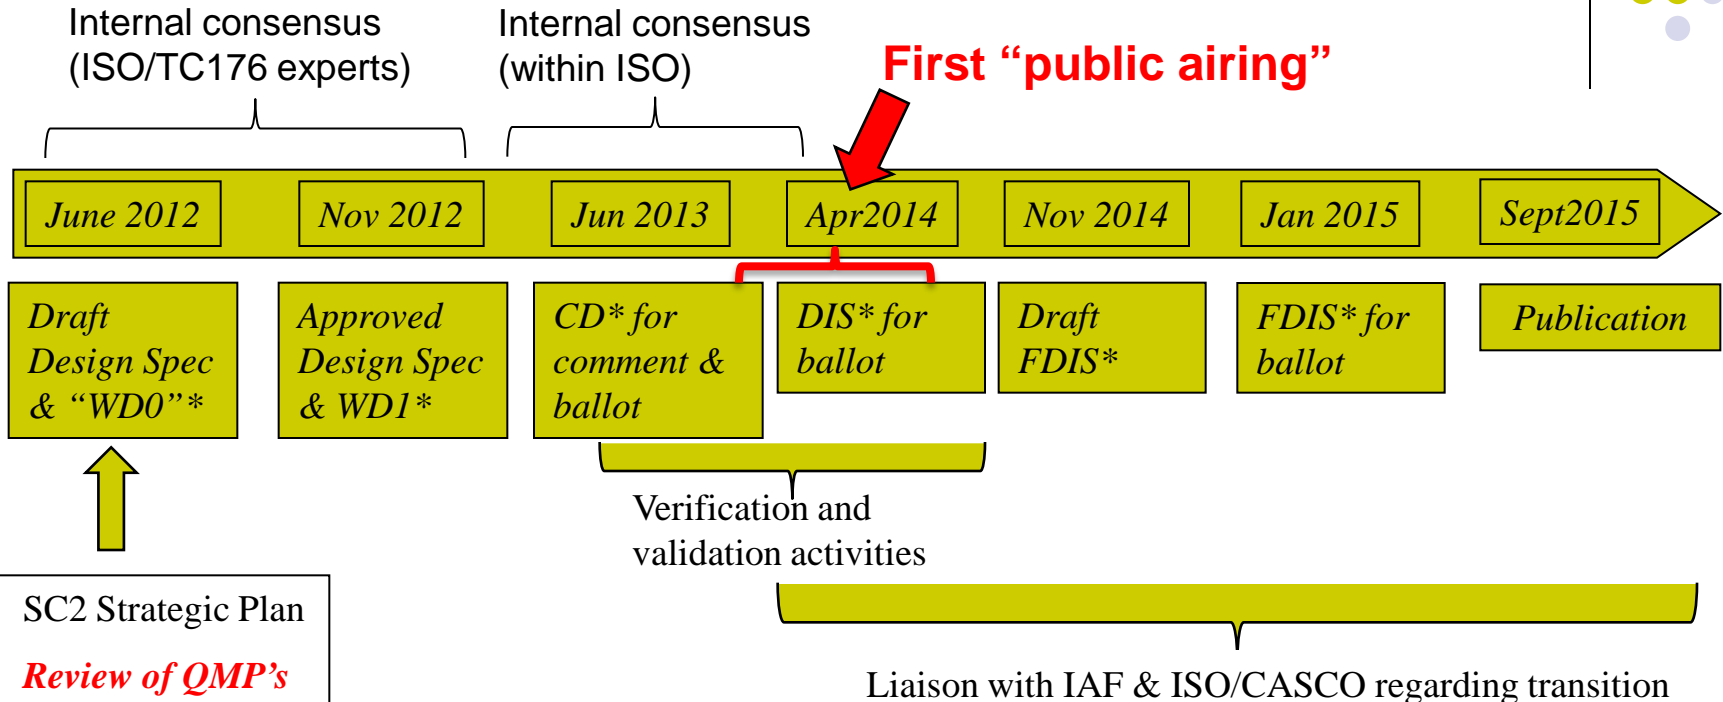 Internal consensus
(ISO/TC176 experts)
Internal consensus
(within ISO)
First “public airing”
June 2012
Nov 2012
Jun 2013
Apr2014
Nov 2014
Jan 2015
Sept2015
Draft
Design Spec
& “WD0”*
Approved
Design Spec
& WD1*
CD* for
comment &
ballot
DIS* for
ballot
Draft
FDIS*
FDIS* for
ballot
Publication
Verification and
validation activities
SC2 Strategic Plan
Review of QMP’s
Liaison with IAF & ISO/CASCO regarding transition